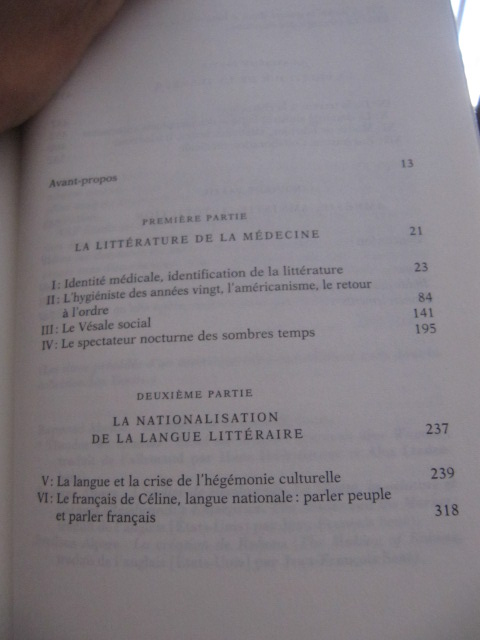 Avant-propos 13
PREMIÈRE PARTIE
LA LITTÉRATURE DE LA MÉDECINE 21
I : Identité médicale, identification de la littérature 23
II : L'hygiéniste des années vingt, l'américanisme, le retour
à l'ordre 84
III : Le Vésale social 141
IV : Le spectateur nocturne des sombres temps 195
DEUXIÈME PARTIE
LA NATIONALISATION
DE LA LANGUE LITTÉRAIRE 237
V : La langue et la crise de l'hégémonie culturelle 239
VI : Le français de Céline, langue nationale : parler peuple
et parler français 318